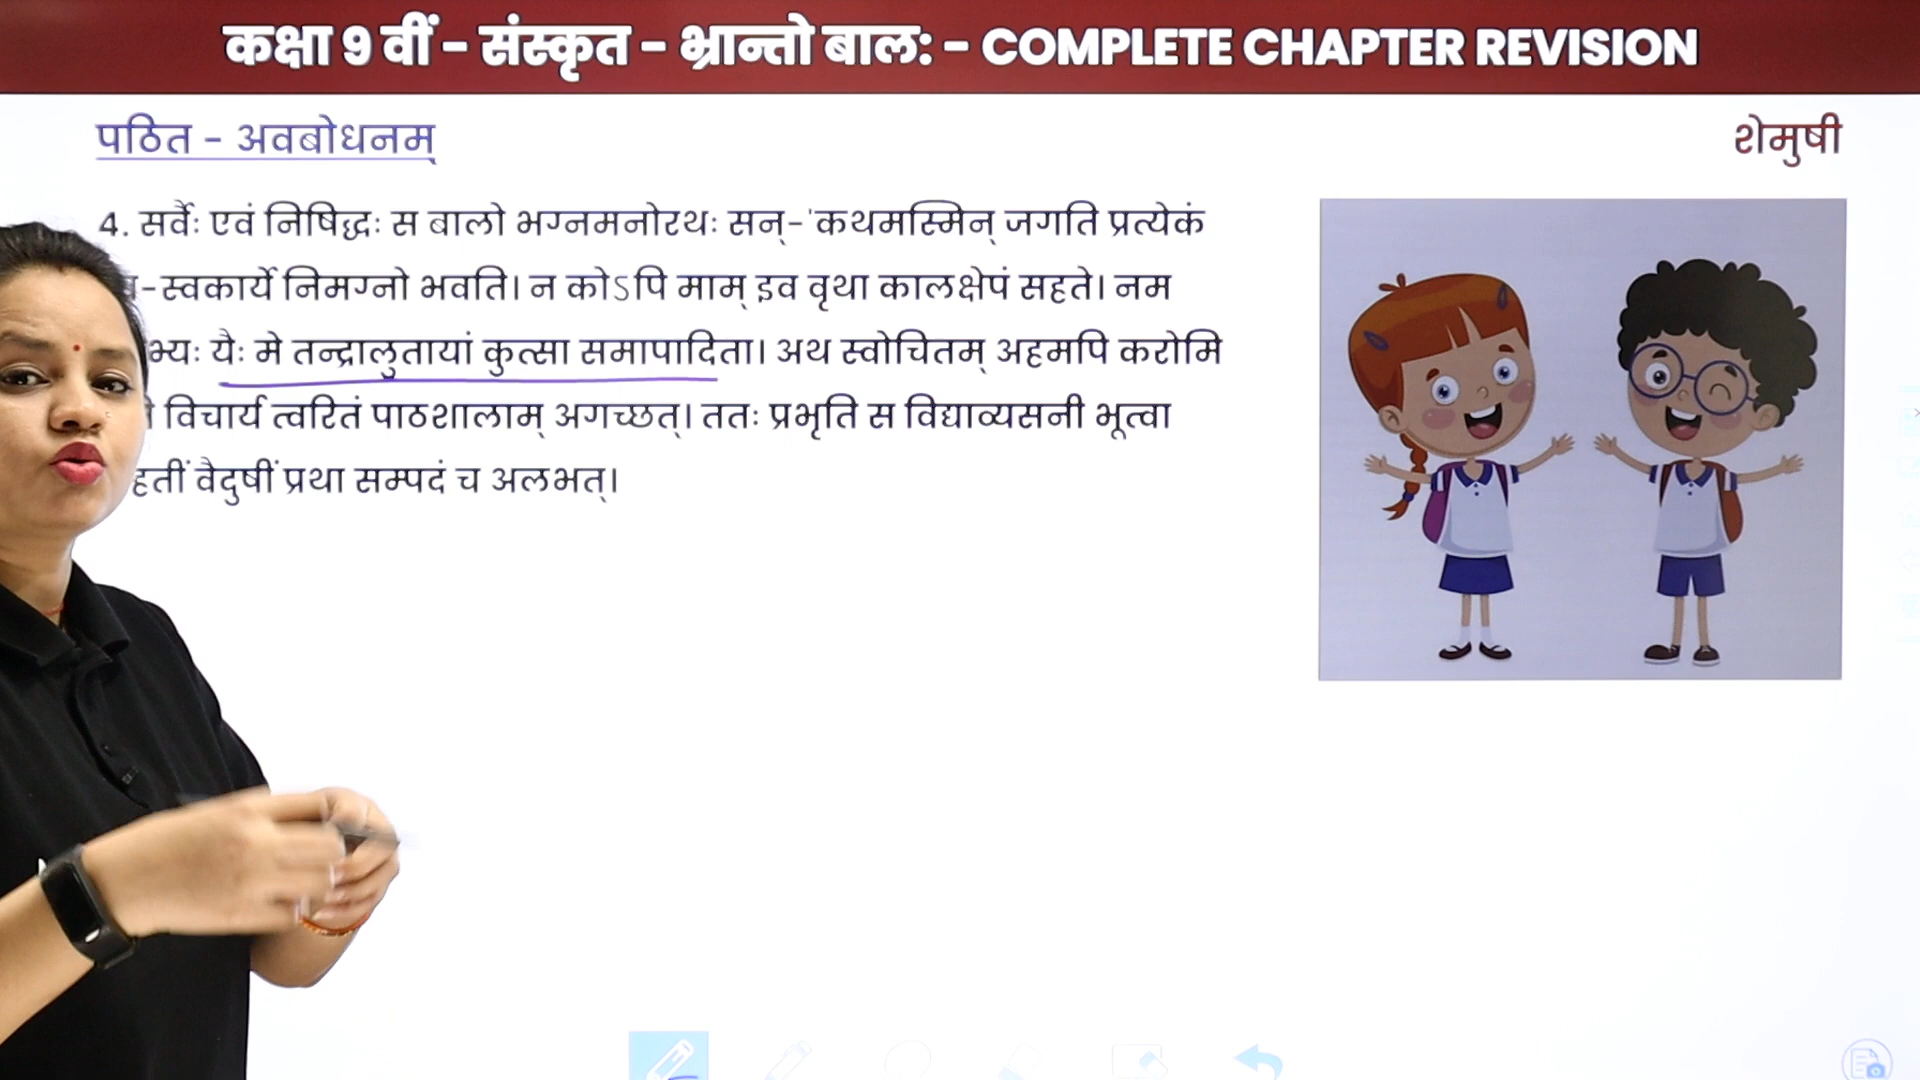 कक्षा 9 वीं - संस्कृत - भ्रान्तो बाल: - COMPLETE CHAPTER REVISION
पठित - अवबोधनम्
शेमुषी
4. सर्वैः एवं निषिद्धः स बालो भग्नमनोरथः सन्-'कथमस्मिन् जगति प्रत्येकं
-स्वकार्ये निमग्नो भवति। न कोऽपि माम् इव वृथा कालक्षेपं सहते। नम
भ्यः यैः मे तन्द्रालुतायां कुत्सा समापादिता। अथ स्वोचितम् अहमपि करोमि
विचार्य त्वरितं पाठशालाम् अगच्छत्। ततः प्रभृति स विद्याव्यसनी भूत्वा
हतीं वैदुषीं प्रथा सम्पदं च अलभत्।